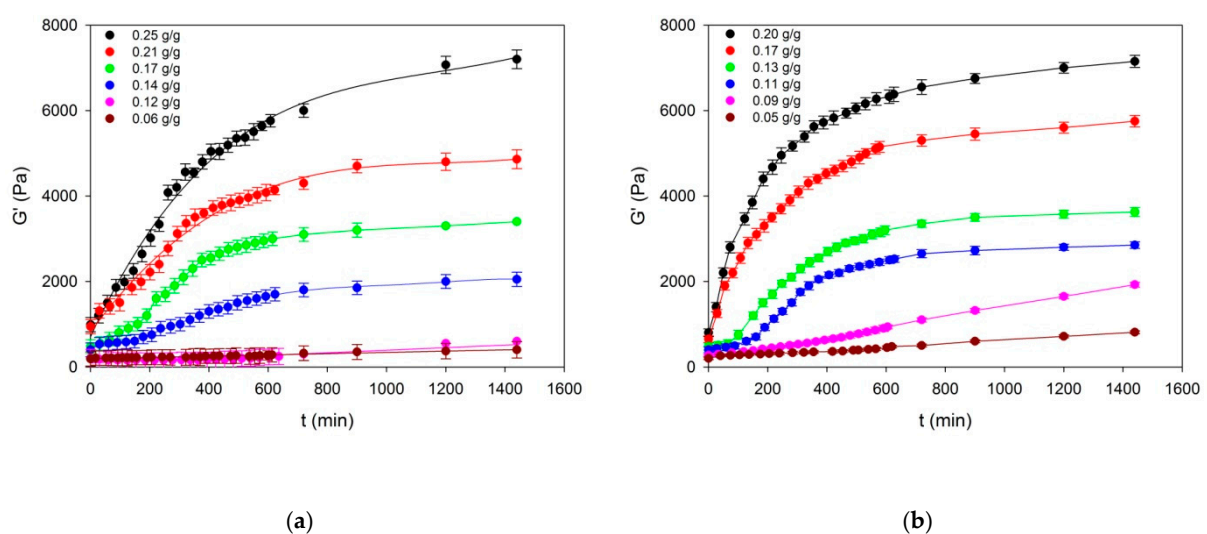 8000
6000
4000
2000
0
G' (Pa)
0.25 g/g
0.21 g/g
0.17 g/g
0.14 g/g
0.12 g/g
0.06 g/g
0 200 400 600 800 1000 1200 1400 1600
t (min)
(a)
8000
6000
4000
2000
0
G' (Pa)
0.20 g/g
0.17 g/g
0.13 g/g
0.11 g/g
0.09 g/g
0.05 g/g
0 200 400 600 800 1000 1200 1400 1600
t (min)
(b)